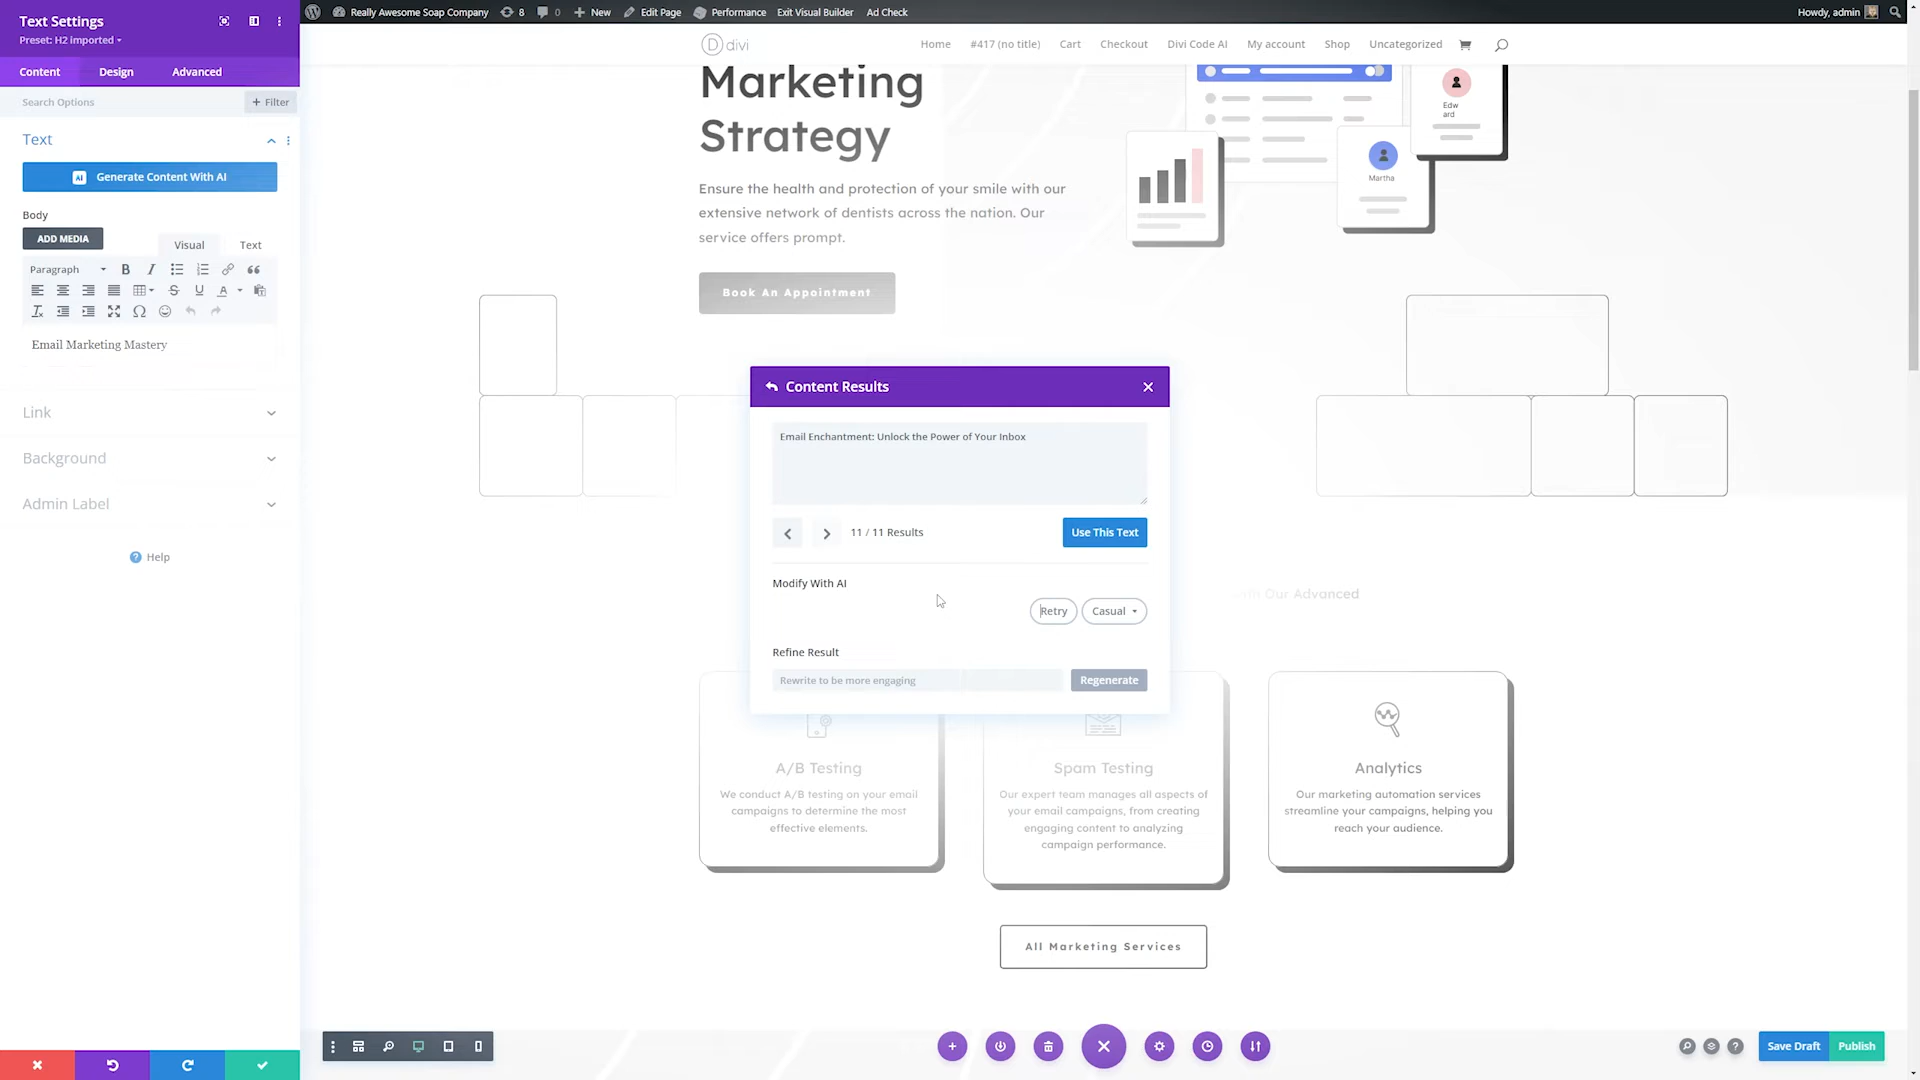 Text Settings
Preset: H2 imported
Content
Design
Advanced
Search Options
+ Filter
Text
AI Generate Content With AI
Body
ADD MEDIA
Visual
Text
Paragraph
Email Marketing Mastery
Link
Background
Admin Label
Help
Really Awesome Soap Company
8
0
New
Edit Page
Performance
Exit Visual Builder
Ad Check
Howdy, admin
D divi
Home
#417 (no title)
Cart
Checkout
Divi Code AI
My account
Shop
Uncategorized
Marketing
Strategy
Ensure the health and protection of your smile with our
extensive network of dentists across the nation. Our
service offers prompt.
Book An Appointment
Edw
ard
Martha
Content Results
Email Enchantment: Unlock the Power of Your Inbox
11 / 11 Results
Use This Text
Modify With AI
Retry
Casual
Refine Result
Rewrite to be more engaging
Regenerate
Our Advanced
A/B Testing
We conduct A/B testing on your email
campaigns to determine the most
effective elements.
Spam Testing
Our expert team manages all aspects of
your email campaigns, from creating
engaging content to analyzing
campaign performance.
Analytics
Our marketing automation services
streamline your campaigns, helping you
reach your audience.
All Marketing Services
Save Draft
Publish